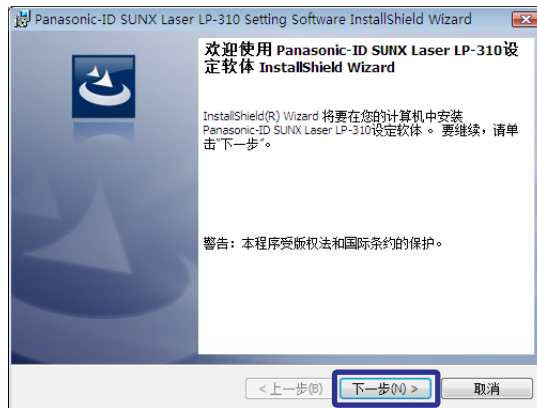 Panasonic-ID SUNX Laser LP-310 Setting Software InstallShield Wizard
欢迎使用 Panasonic-ID SUNX Laser LP-310设
定软体 InstallShield Wizard
InstallShield(R) Wizard 将要在您的计算机中安装
Panasonic-ID SUNX Laser LP-310设定软体 。 要继续，请单
击"下一步"。
警告：本程序受版权法和国际条约的保护。
< 上一步(B)
下一步(N) >
取消